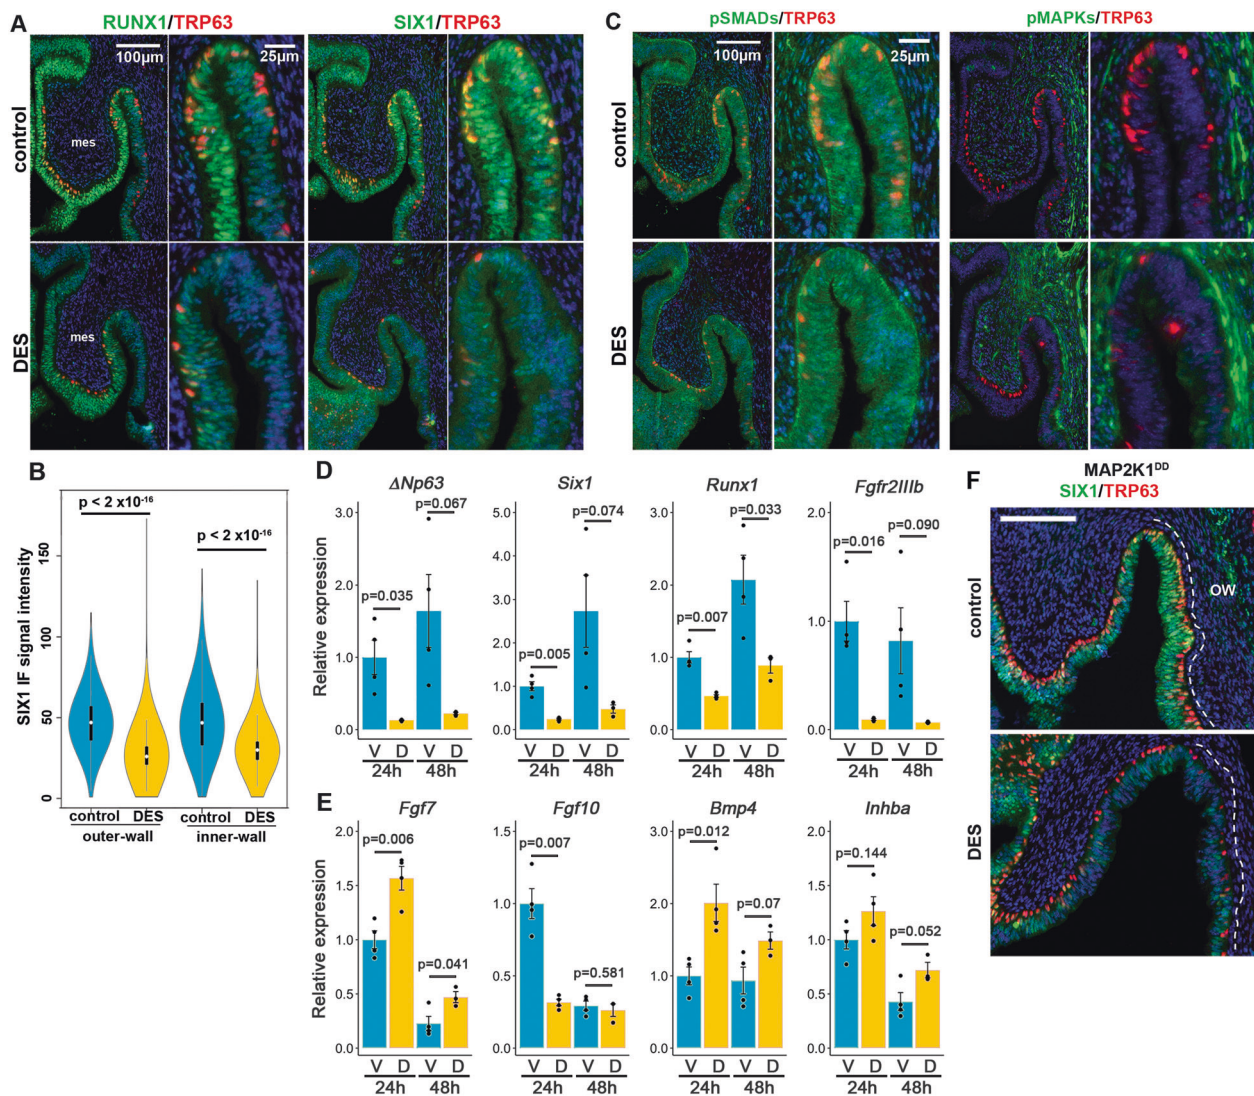 A
RUNX1/TRP63
SIX1/TRP63
100µm
25µm
control
mes
DES
mes
C
pSMADs/TRP63
pMAPKs/TRP63
100µm
25µm
control
DES
B
p < 2 x10-16
p < 2 x10-16
SIX1 IF signal intensity
150
100
50
0
control DES control DES
outer-wall inner-wall
D
Relative expression
ΔNp63
3.0
2.0
1.0
0.0
p=0.035
p=0.067
V D V D
24h 48h
Six1
5.0
4.0
3.0
2.0
1.0
0.0
p=0.005
p=0.074
V D V D
24h 48h
Runx1
3.0
2.0
1.0
0.0
p=0.007
p=0.033
V D V D
24h 48h
Fgfr2IIIb
2.0
1.0
0.0
p=0.016
p=0.090
V D V D
24h 48h
E
Relative expression
Fgf7
2.0
1.5
1.0
0.5
0.0
p=0.006
p=0.041
V D V D
24h 48h
Fgf10
1.5
1.0
0.5
0.0
p=0.007
p=0.581
V D V D
24h 48h
Bmp4
3.0
2.0
1.0
0.0
p=0.012
p=0.07
V D V D
24h 48h
Inhba
2.0
1.5
1.0
0.5
0.0
p=0.144
p=0.052
V D V D
24h 48h
F
MAP2K1DD
SIX1/TRP63
control
OW
DES